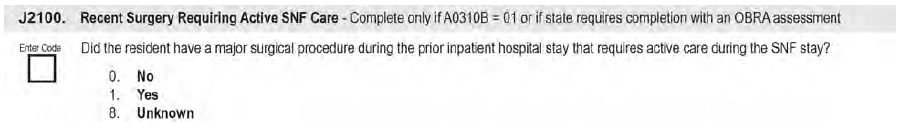 J2100. Recent Surgery Requiring Active SNF Care - Complete only if A0310B = 01 or if state requires completion with an OBRA assessment
Enter Code Did the resident have a major surgical procedure during the prior inpatient hospital stay that requires active care during the SNF stay?
0. No
1. Yes
8. Unknown